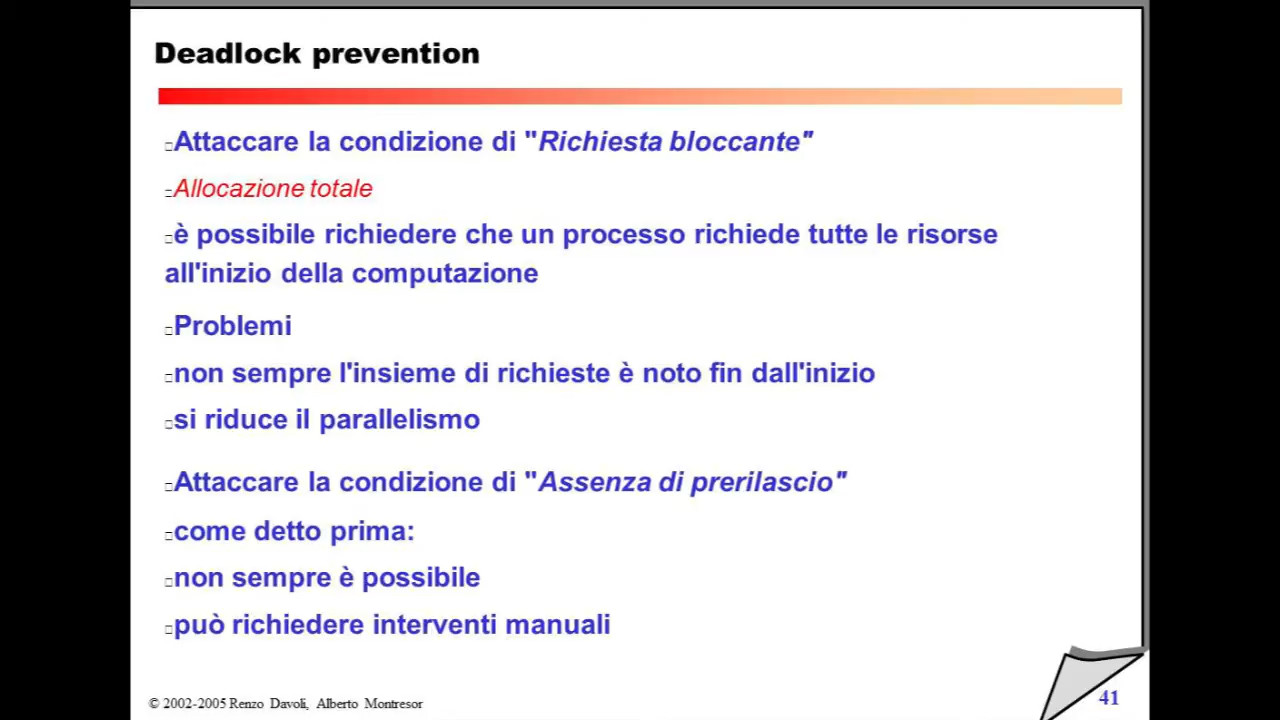 Deadlock prevention
Attaccare la condizione di "Richiesta bloccante"
Allocazione totale
è possibile richiedere che un processo richiede tutte le risorse
all'inizio della computazione
Problemi
non sempre l'insieme di richieste è noto fin dall'inizio
si riduce il parallelismo
Attaccare la condizione di "Assenza di prerilascio"
come detto prima:
non sempre è possibile
può richiedere interventi manuali
© 2002-2005 Renzo Davoli, Alberto Montresor
41